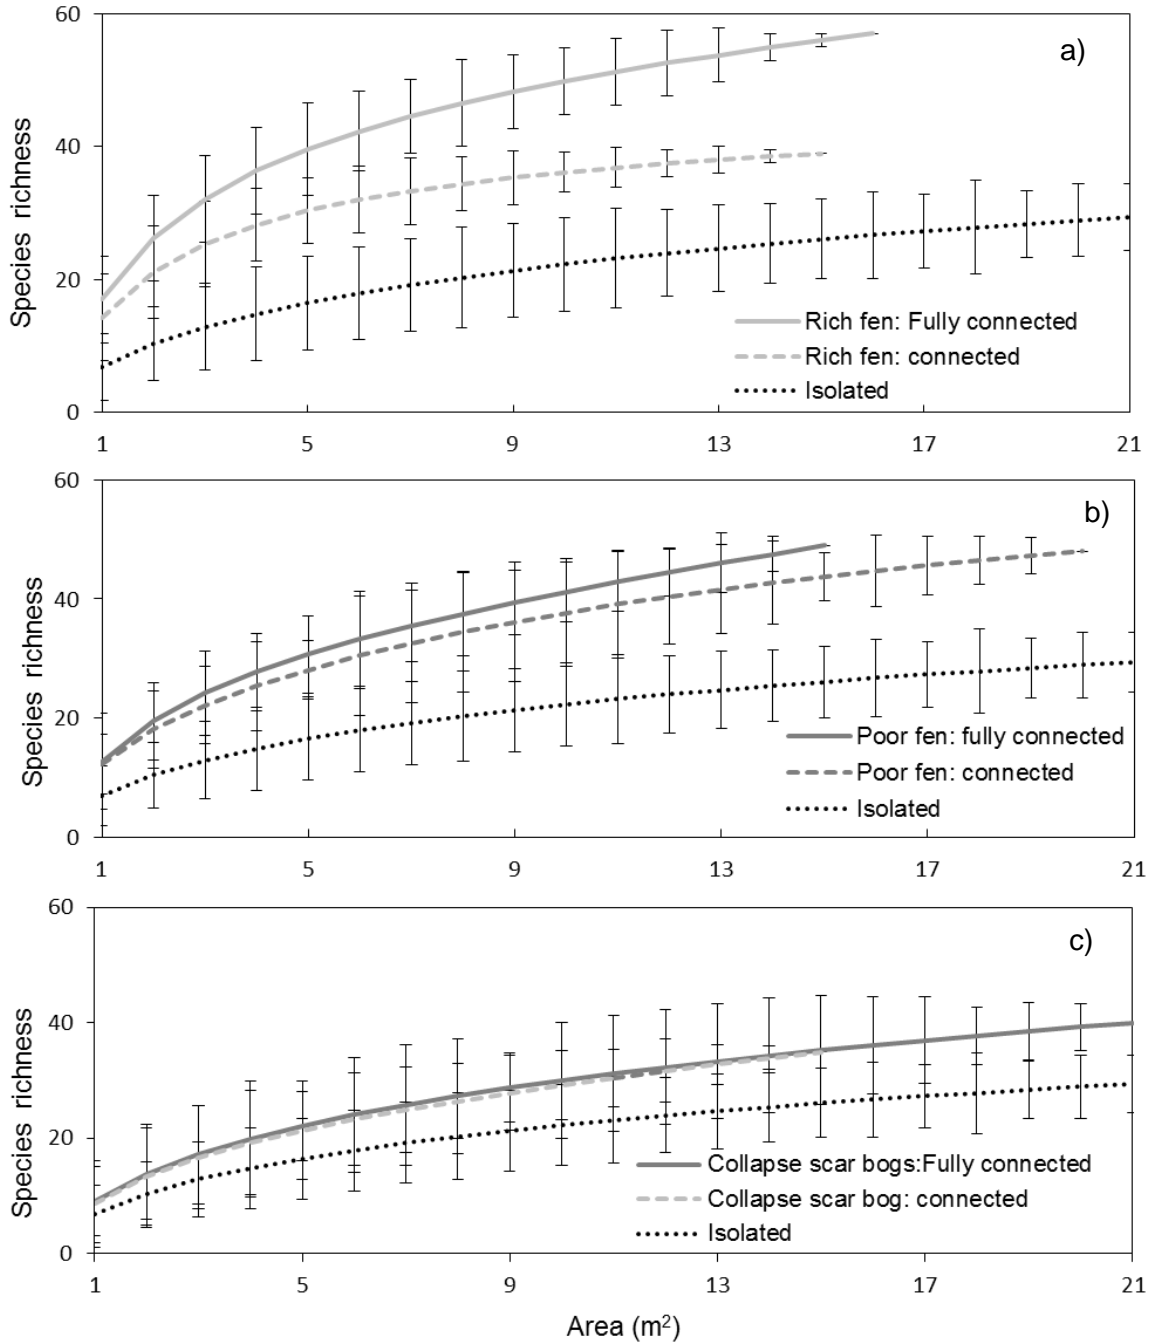 60
a)
40
Species richness
20
Rich fen: Fully connected
Rich fen: connected
Isolated
0
1 5 9 13 17 21
60
b)
40
Species richness
20
Poor fen: fully connected
Poor fen: connected
Isolated
0
1 5 9 13 17 21
60
c)
40
Species richness
20
Collapse scar bogs:Fully connected
Collapse scar bog: connected
Isolated
0
1 5 9 13 17 21
Area (m²)